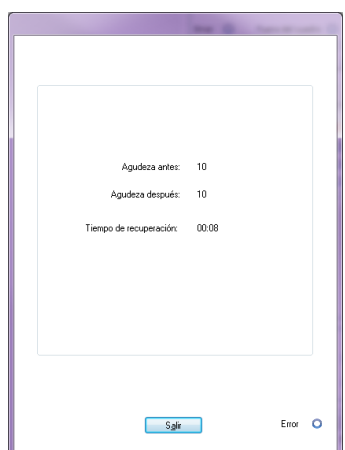 Agudeza antes: 10
Agudeza después: 10
Tiempo de recuperación: 00:08
Salir
Error